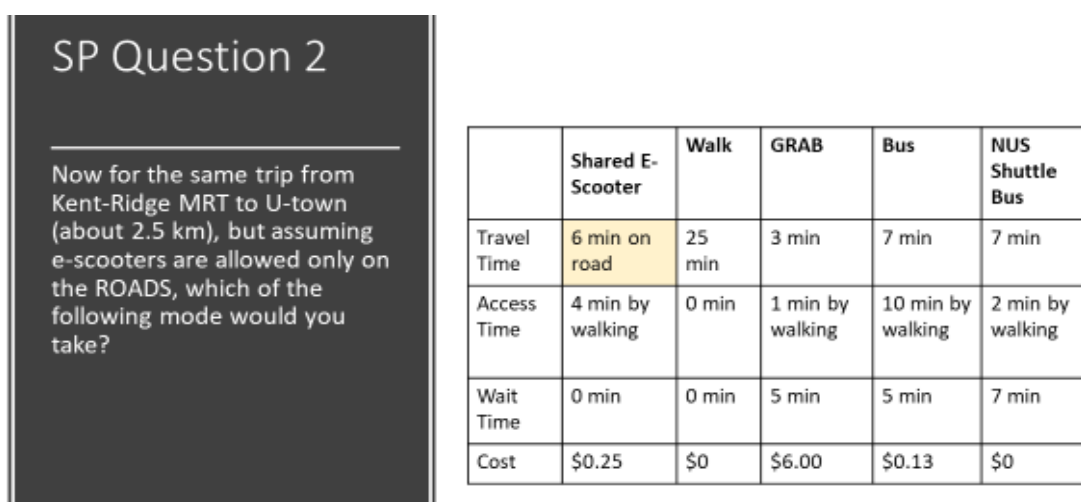 SP Question 2
Now for the same trip from
Kent-Ridge MRT to U-town
(about 2.5 km), but assuming
e-scooters are allowed only on
the ROADS, which of the
following mode would you
take?
Shared E-
Scooter
Walk
GRAB
Bus
NUS
Shuttle
Bus
Travel
Time
6 min on
road
25
min
3 min
7 min
7 min
Access
Time
4 min by
walking
0 min
1 min by
walking
10 min by
walking
2 min by
walking
Wait
Time
0 min
0 min
5 min
5 min
7 min
Cost
$0.25
$0
$6.00
$0.13
$0